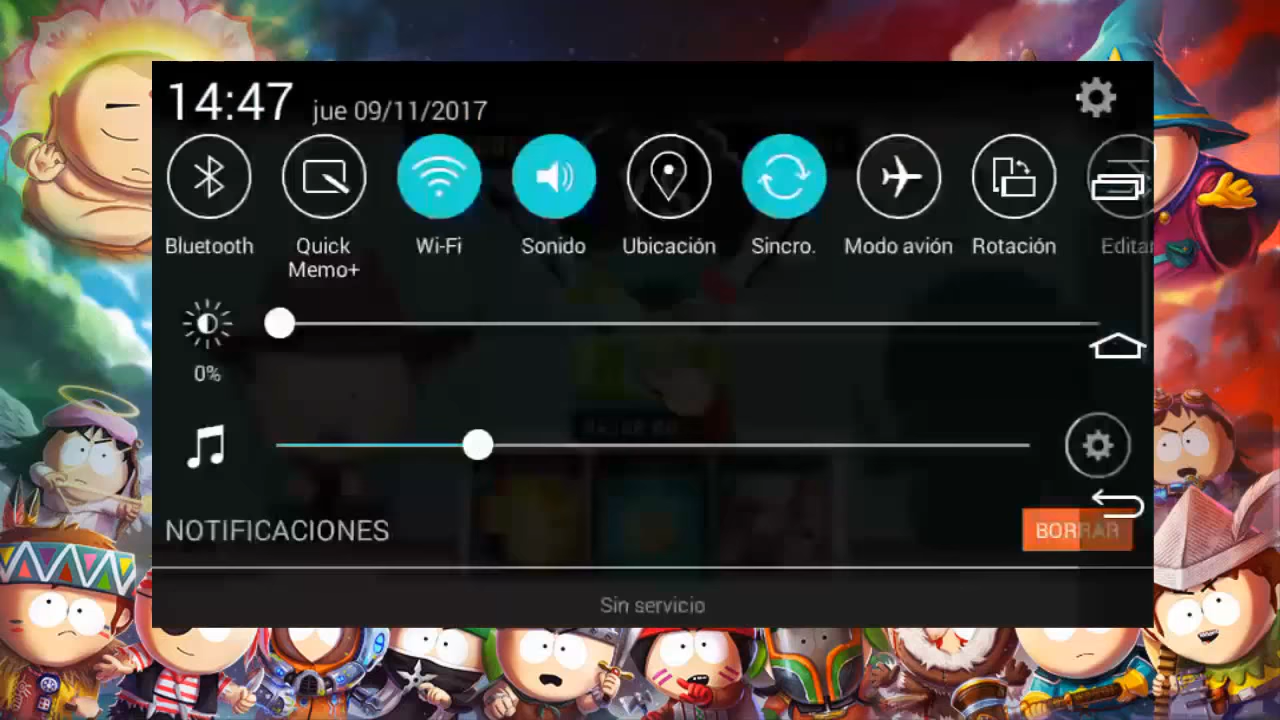 14:47 jue 09/11/2017
Bluetooth Quick Memo+ Wi-Fi Sonido Ubicación Sincro. Modo avión Rotación Editar
0%
NOTIFICACIONES BORRAR
Sin servicio